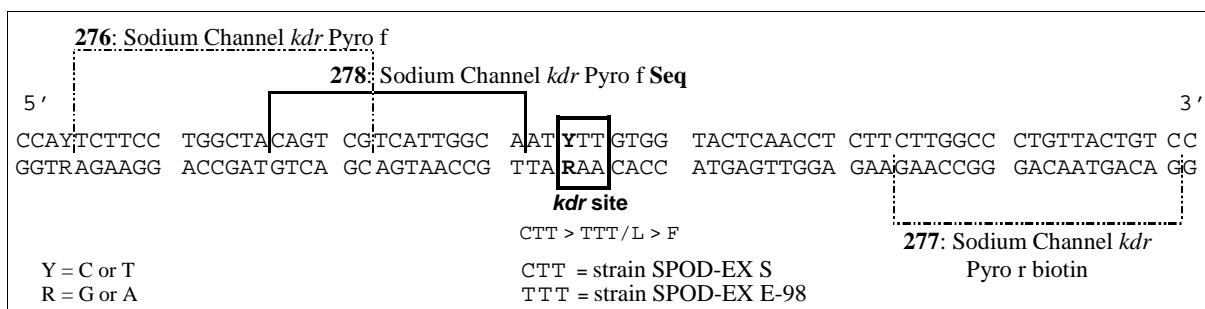 276: Sodium Channel kdr Pyro f
278: Sodium Channel kdr Pyro f Seq
5' 3'
CCAYTCTTCC TGGCTACAGT CGTCATTGGC AATYTTGTGG TACTCAACCT CTTCTTGGCC CTGTTACTGT CC
GGTRAGAAGG ACCGATGTCA GCAGTAACCG TTARAACACC ATGAGTTGGA GAAGAACCGG GACAATGACA GG
kdr site
CTT > TTT/L > F
277: Sodium Channel kdr
Pyro r biotin
Y = C or T
R = G or A
CTT = strain SPOD-EX S
TTT = strain SPOD-EX E-98